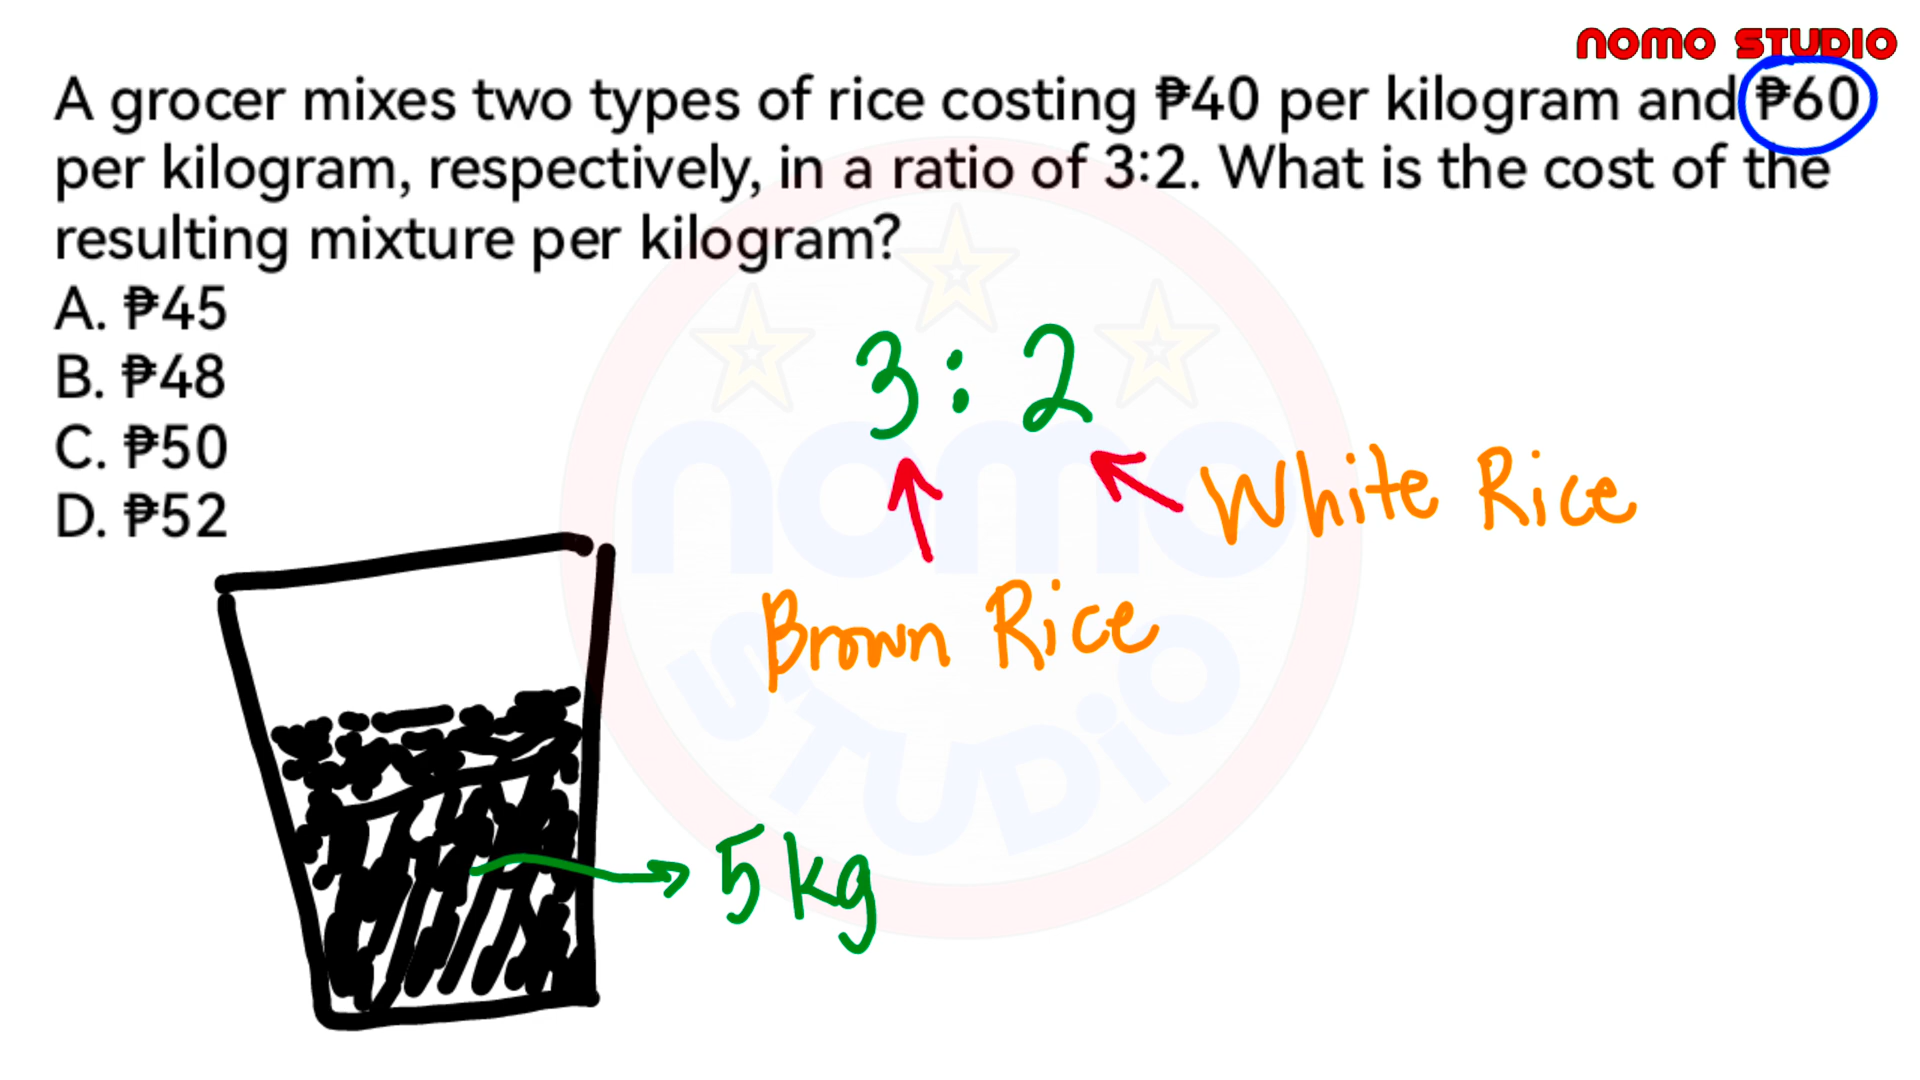 NOMO STUDIO
A grocer mixes two types of rice costing ₱40 per kilogram and ₱60
per kilogram, respectively, in a ratio of 3:2. What is the cost of the
resulting mixture per kilogram?
A. ₱45
B. ₱48
C. ₱50
D. ₱52
3:2
White Rice
Brown Rice
5kg
nomo
STUDiO